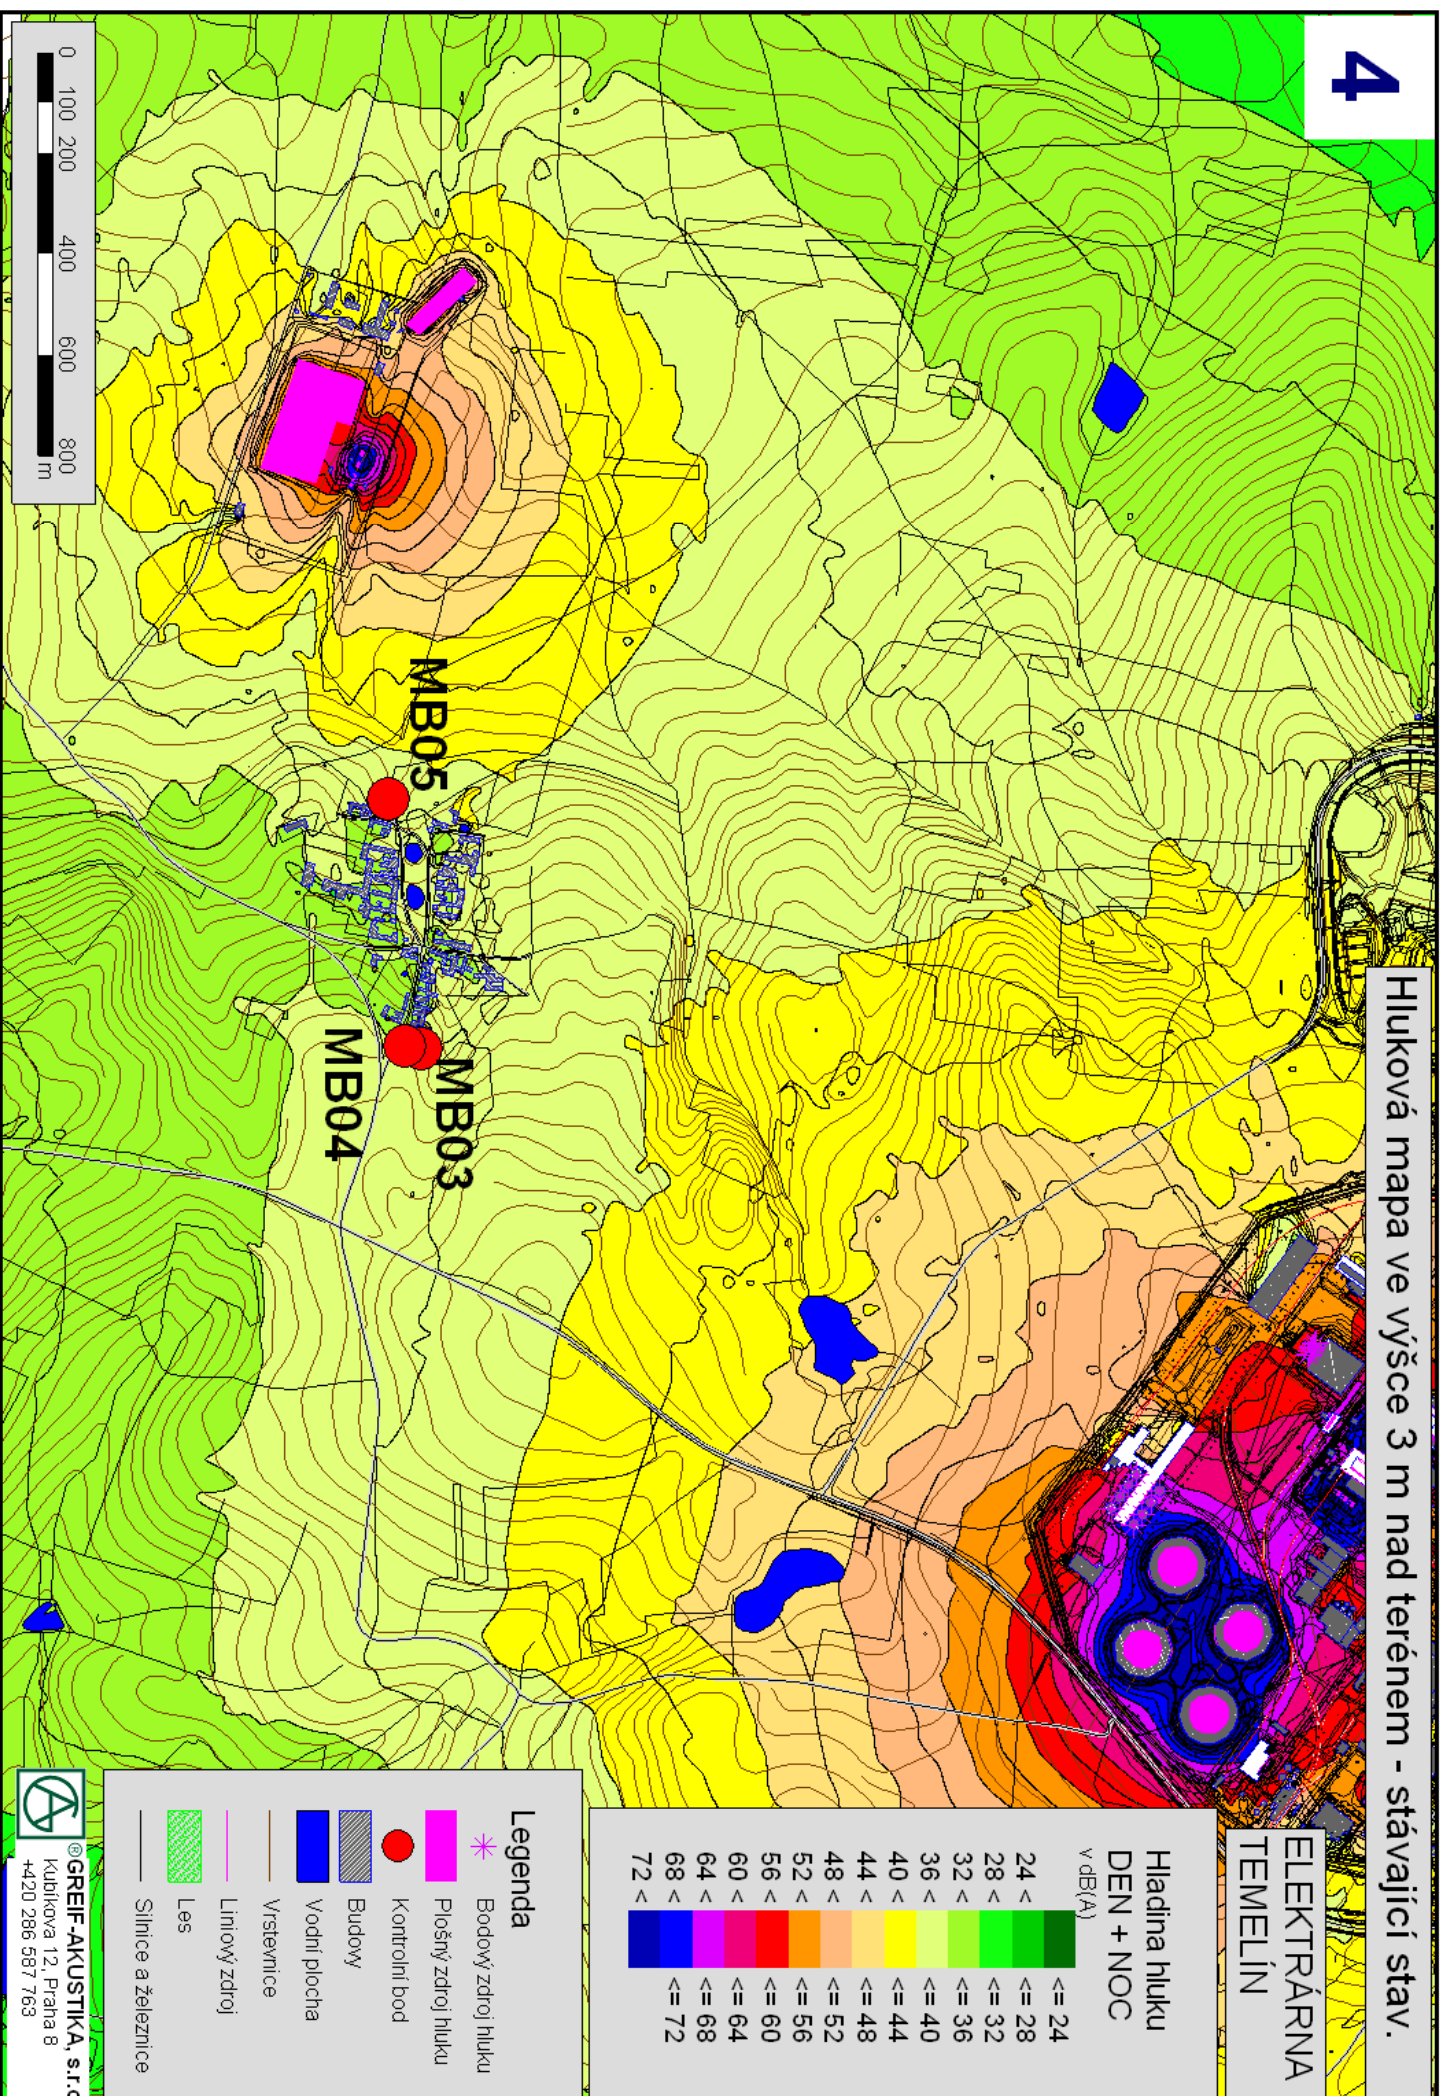 4
Hluková mapa ve výšce 3 m nad terénem - stávající stav.
ELEKTRÁRNA
TEMELÍN
Hladina hluku
DEN + NOC
v dB(A)
<= 24
24 < <= 28
28 < <= 32
32 < <= 36
36 < <= 40
40 < <= 44
44 < <= 48
48 < <= 52
52 < <= 56
56 < <= 60
60 < <= 64
64 < <= 68
68 < <= 72
72 <
MB05
MB03
MB04
Legenda
Bodový zdroj hluku
Plošný zdroj hluku
Kontrolní bod
Budovy
Vodní plocha
Vrstevnice
Liniový zdroj
Les
Silnice a železnice
0 100 200 400 600 800
m
®GREIF-AKUSTIKA, s.r.o
Kubíkova 12, Praha 8
+420 286 587 763